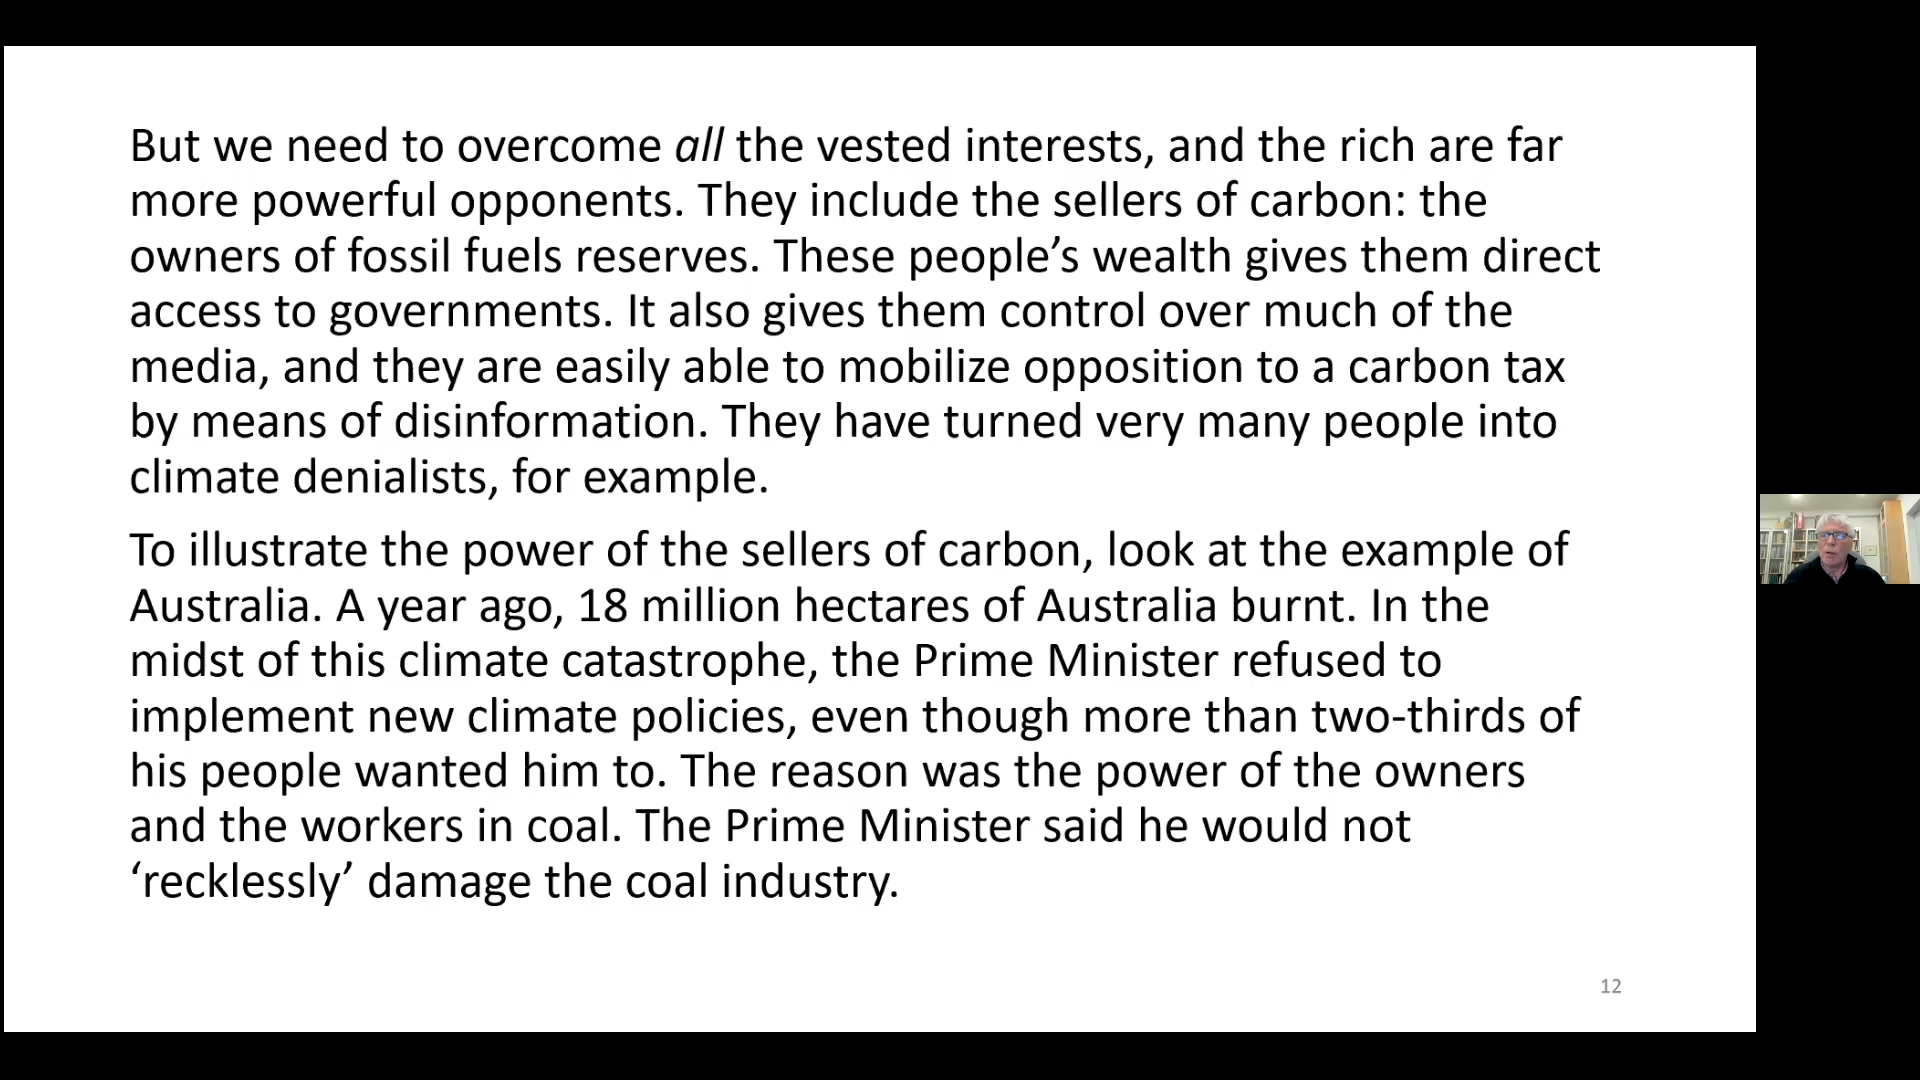 But we need to overcome all the vested interests, and the rich are far
more powerful opponents. They include the sellers of carbon: the
owners of fossil fuels reserves. These people’s wealth gives them direct
access to governments. It also gives them control over much of the
media, and they are easily able to mobilize opposition to a carbon tax
by means of disinformation. They have turned very many people into
climate denialists, for example.
To illustrate the power of the sellers of carbon, look at the example of
Australia. A year ago, 18 million hectares of Australia burnt. In the
midst of this climate catastrophe, the Prime Minister refused to
implement new climate policies, even though more than two-thirds of
his people wanted him to. The reason was the power of the owners
and the workers in coal. The Prime Minister said he would not
‘recklessly’ damage the coal industry.
12